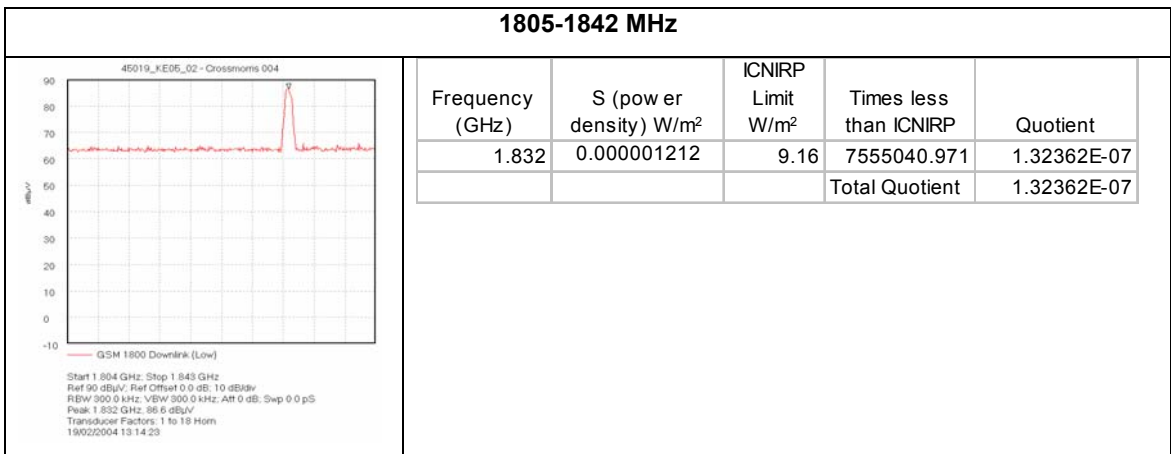 1805-1842 MHz
45019_KE05_02 - Crossmoms 004
90
80
70
60
50
40
30
20
10
0
-10
dBµV
GSM 1800 Downlink (Low)
Start 1.804 GHz; Stop 1.843 GHz
Ref 90 dBµV; Ref Offset 0.0 dB; 10 dB/div
RBW 300.0 kHz; VBW 300.0 kHz; Att 0 dB; Swp 0.0 pS
Peak 1.832 GHz, 86.6 dBµV
Transducer Factors: 1 to 18 Horn
19/02/2004 13:14:23
Frequency (GHz) S (pow er density) W/m² ICNIRP Limit W/m² Times less than ICNIRP Quotient
1.832 0.000001212 9.16 7555040.971 1.32362E-07
Total Quotient 1.32362E-07